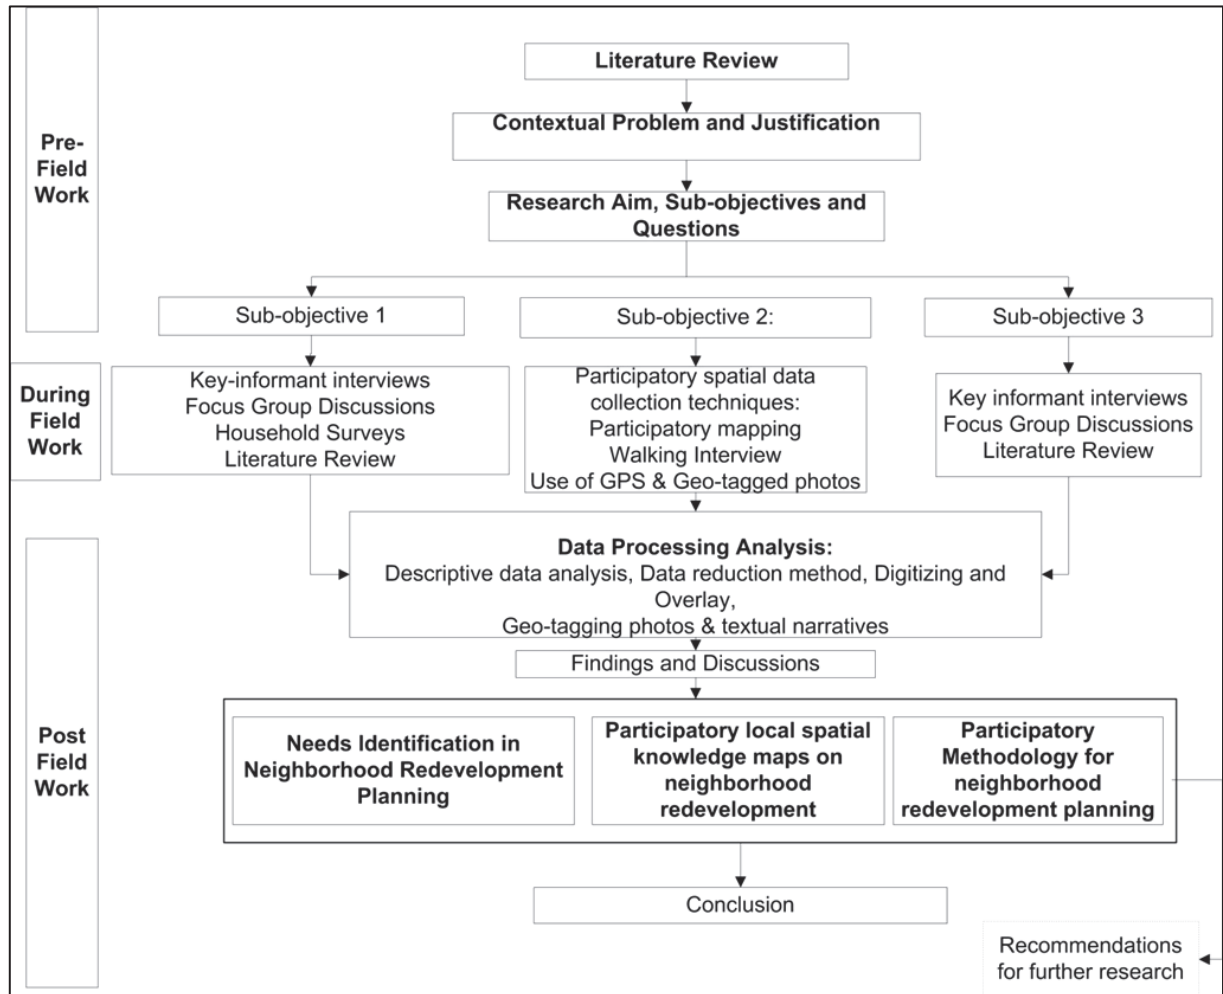 Literature Review
Contextual Problem and Justification
Pre-
Field
Work
Research Aim, Sub-objectives and
Questions
Sub-objective 1
Sub-objective 2:
Sub-objective 3
During
Field
Work
Key-informant interviews
Focus Group Discussions
Household Surveys
Literature Review
Participatory spatial data
collection techniques:
Participatory mapping
Walking Interview
Use of GPS & Geo-tagged photos
Key informant interviews
Focus Group Discussions
Literature Review
Data Processing Analysis:
Descriptive data analysis, Data reduction method, Digitizing and
Overlay,
Geo-tagging photos & textual narratives
Findings and Discussions
Post
Field
Work
Needs Identification in
Neighborhood Redevelopment
Planning
Participatory local spatial
knowledge maps on
neighborhood
redevelopment
Participatory
Methodology for
neighborhood
redevelopment planning
Conclusion
Recommendations
for further research